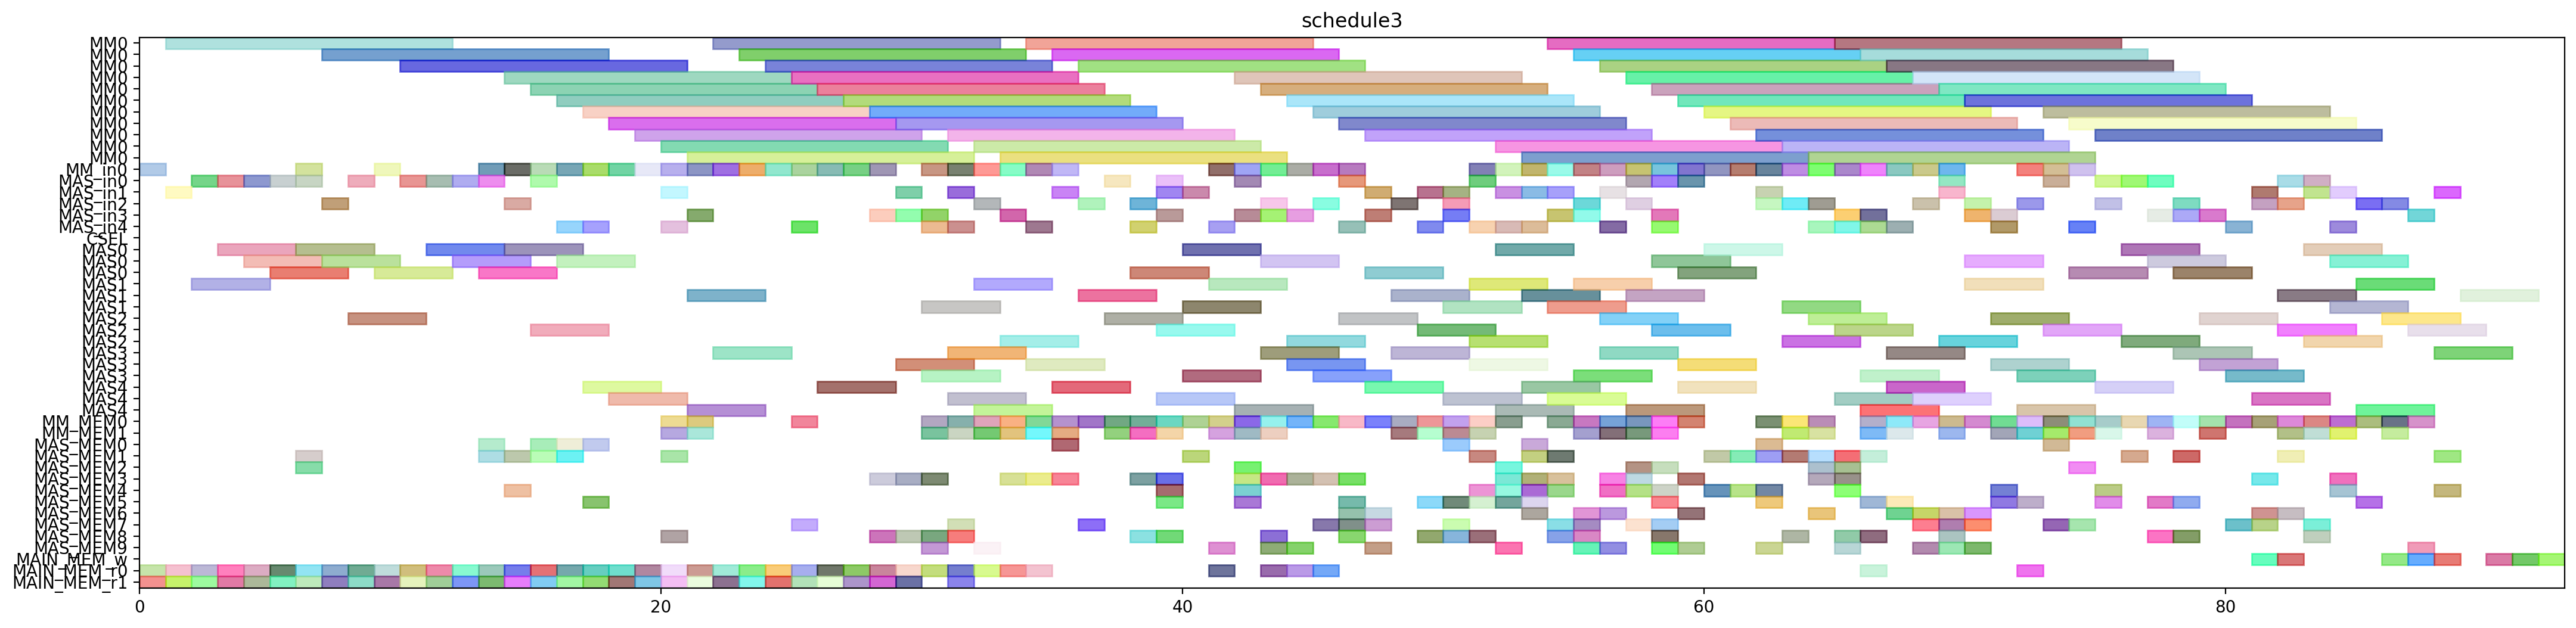 schedule3
MM0
MM0
MM0
MM0
MM0
MM0
MM0
MM0
MM0
MM0
MM0
MM_in0
MAS_in0
MAS_in1
MAS_in2
MAS_in3
MAS_in4
CSEL
MAS0
MAS0
MAS0
MAS1
MAS1
MAS1
MAS2
MAS2
MAS2
MAS3
MAS3
MAS3
MAS4
MAS4
MAS4
MM_MEM0
MM_MEM1
MAS_MEM0
MAS_MEM1
MAS_MEM2
MAS_MEM3
MAS_MEM4
MAS_MEM5
MAS_MEM6
MAS_MEM7
MAS_MEM8
MAS_MEM9
MAIN_MEM_w
MAIN_MEM_r0
MAIN_MEM_r1
0 20 40 60 80